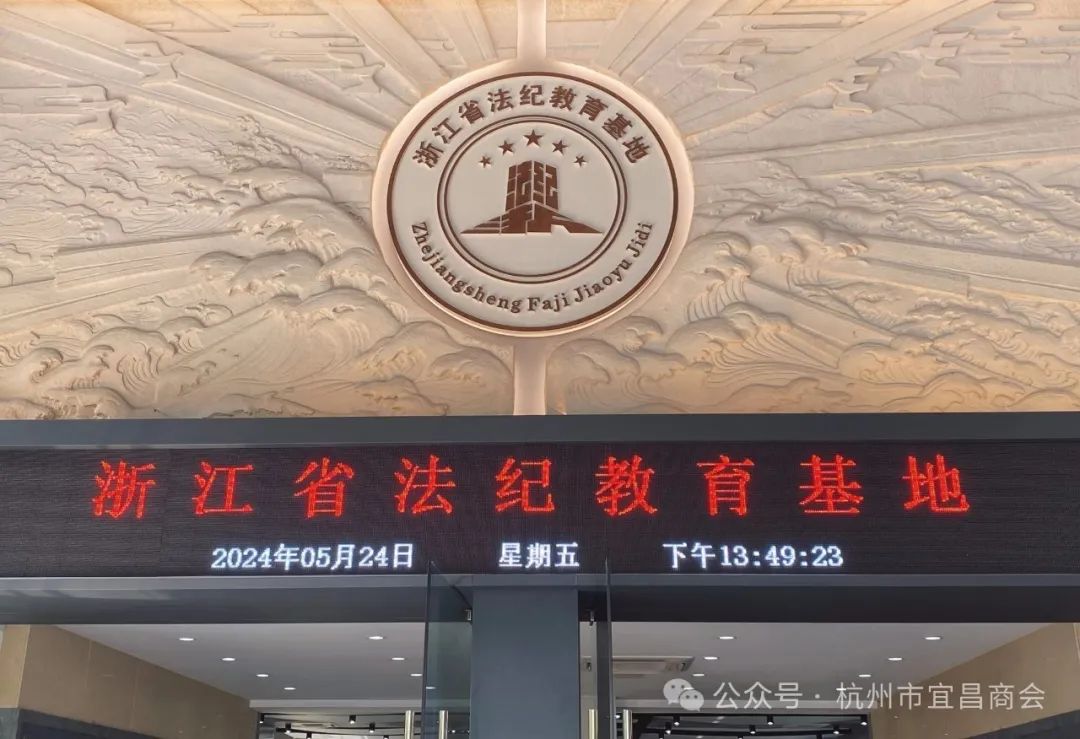 浙江省法纪教育基地
法纪
Zhejiangsheng Faji Jiaoyu Jidi
浙江省法纪教育基地
2024年05月24日 星期五 下午13:49:23
公众号·杭州市宜昌商会